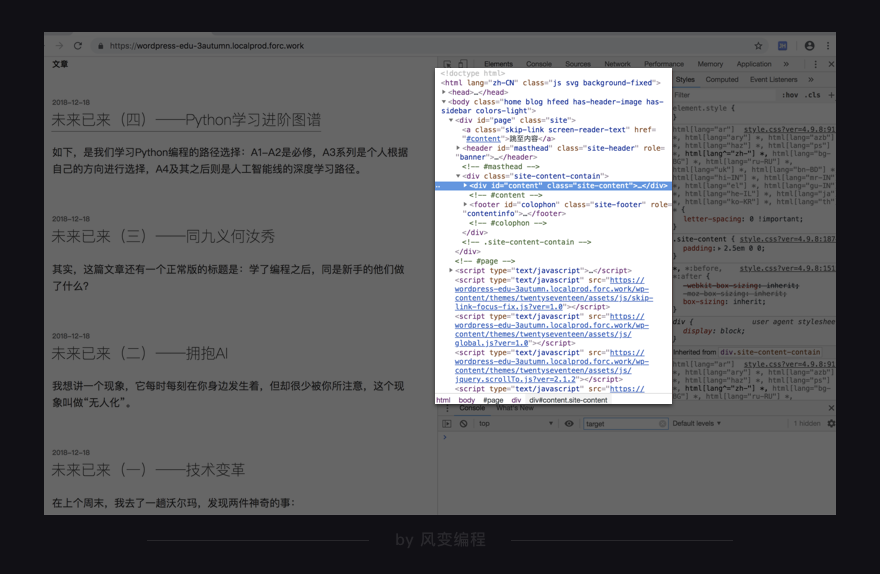 https://wordpress-edu-3autumn.localprod.forc.work
文章
2018-12-18
未来已来（四）——Python学习进阶图谱
如下，是我们学习Python编程的路径选择：A1-A2是必修，A3系列是个人根据
自己的方向进行选择，A4及其之后则是人工智能线的深度学习路径。
2018-12-18
未来已来（三）——同九义何汝秀
其实，这篇文章还有一个正常版的标题是：学了编程之后，同是新手的他们做
了什么？
2018-12-18
未来已来（二）——拥抱AI
我想讲一个现象，它每时每刻在你身边发生着，但却很少被你所注意，这个现
象叫做“无人化”。
2018-12-18
未来已来（一）——技术变革
在上个周末，我去了一趟沃尔玛，发现两件神奇的事：
Elements Console Sources Network Performance Memory Application »
<!doctype html>
<html lang="zh-CN" class="js svg background-fixed">
<head>…</head>
<body class="home blog hfeed has-header-image has-
sidebar colors-light">
<div id="page" class="site">
<a class="skip-link screen-reader-text" href=
"#content">跳至内容</a>
<header id="masthead" class="site-header" role=
"banner">…</header>
<!-- #masthead -->
<div class="site-content-contain">
<div id="content" class="site-content">…</div>
<!-- #content -->
<footer id="colophon" class="site-footer" role=
"contentinfo">…</footer>
<!-- #colophon -->
</div>
<!-- .site-content-contain -->
</div>
<!-- #page -->
<script type="text/javascript">…</script>
<script type="text/javascript" src="https://
wordpress-edu-3autumn.localprod.forc.work/wp-
content/themes/twentyseventeen/assets/js/skip-
link-focus-fix.js?ver=1.0"></script>
<script type="text/javascript" src="https://
wordpress-edu-3autumn.localprod.forc.work/wp-
content/themes/twentyseventeen/assets/js/
global.js?ver=1.0"></script>
<script type="text/javascript" src="https://
wordpress-edu-3autumn.localprod.forc.work/wp-
content/themes/twentyseventeen/assets/js/
jquery.scrollTo.js?ver=2.1.2"></script>
<script type="text/javascript" src="https://
html body #page div div#content.site-content
Styles Computed Event Listeners »
Filter :hov .cls +
element.style {
}
html[lang="ar"] style.css?ver=4.9.8:91
*, html[lang="ary"] *, html[lang="azb"]
*, html[lang="haz"] *, html[lang="ps"]
*, html[lang^="zh-"] *, html[lang="bg-
BG"] *, html[lang="ru-RU"] *,
html[lang="uk"] *, html[lang="bn-BD"] *,
html[lang="hi-IN"] *, html[lang="mr-IN"]
*, html[lang="el"] *, html[lang="gu-IN"]
*, html[lang="he-IL"] *, html[lang="ja"]
*, html[lang="ko-KR"] *, html[lang="th"]
* {
letter-spacing: 0 !important;
}
.site-content { style.css?ver=4.9.8:187
padding: 2.5em 0 0;
}
*, *:before, style.css?ver=4.9.8:151
*:after {
-webkit-box-sizing: inherit;
-moz-box-sizing: inherit;
box-sizing: inherit;
}
div { user agent styleshee
display: block;
}
Inherited from div.site-content-contain
html[lang="ar"] style.css?ver=4.9.8:91
*, html[lang="ary"] *, html[lang="azb"]
*, html[lang="haz"] *, html[lang="ps"]
*, html[lang^="zh-"] *, html[lang="bg-
BG"] *, html[lang="ru-RU"] *,
Console What's New
top target Default levels 1 hidden
by 风变编程